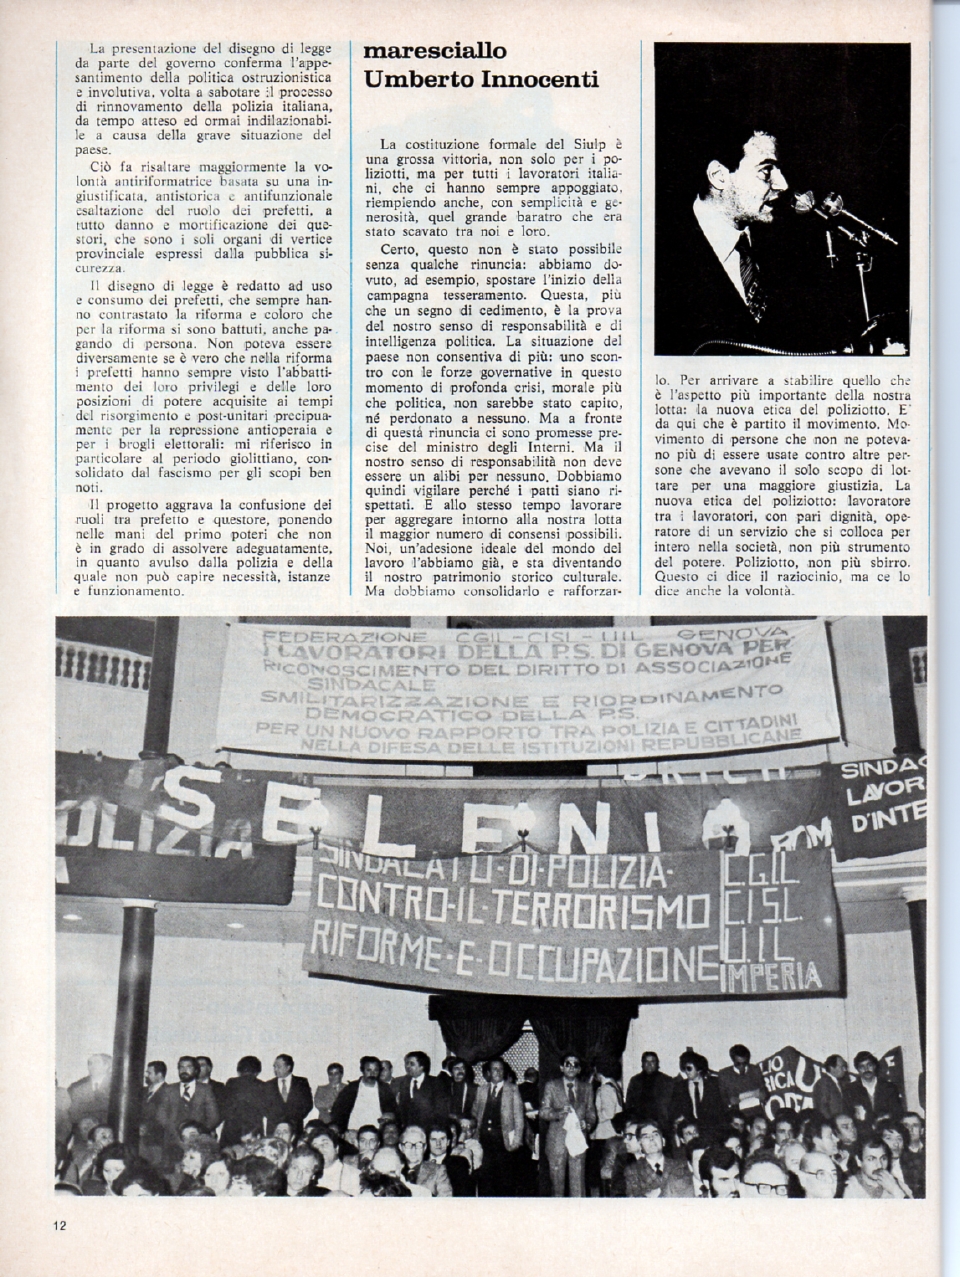 La presentazione del disegno di legge
da parte del governo conferma l'appe-
santimento della politica ostruzionistica
e involutiva, volta a sabotare il processo
di rinnovamento della polizia italiana,
da tempo atteso ed ormai indilazionabi-
le a causa della grave situazione del
paese.
Ciò fa risaltare maggiormente la vo-
lontà antiriformatrice basata su una in-
giustificata, antistorica e antifunzionale
esaltazione del ruolo dei prefetti, a
tutto danno e mortificazione dei que-
stori, che sono i soli organi di vertice
provinciale espressi dalla pubblica si-
curezza.
Il disegno di legge è redatto ad uso
e consumo dei prefetti, che sempre han-
no contrastato la riforma e coloro che
per la riforma si sono battuti, anche pa-
gando di persona. Non poteva essere
diversamente se è vero che nella riforma
i prefetti hanno sempre visto l'abbatti-
mento dei loro privilegi e delle loro
posizioni di potere acquisite ai tempi
del risorgimento e post-unitari precipua-
mente per la repressione antioperaia e
per i brogli elettorali: mi riferisco in
particolare al periodo giolittiano, con-
solidato dal fascismo per gli scopi ben
noti.
Il progetto aggrava la confusione dei
ruoli tra prefetto e questore, ponendo
nelle mani del primo poteri che non
è in grado di assolvere adeguatamente,
in quanto avulso dalla polizia e della
quale non può capire necessità, istanze
e funzionamento.
maresciallo
Umberto Innocenti
La costituzione formale del Siulp è
una grossa vittoria, non solo per i po-
liziotti, ma per tutti i lavoratori italia-
ni, che ci hanno sempre appoggiato,
riempiendo anche, con semplicità e ge-
nerosità, quel grande baratro che era
stato scavato tra noi e loro.
Certo, questo non è stato possibile
senza qualche rinuncia: abbiamo do-
vuto, ad esempio, spostare l'inizio della
campagna tesseramento. Questa, più
che un segno di cedimento, è la prova
del nostro senso di responsabilità e di
intelligenza politica. La situazione del
paese non consentiva di più: uno scon-
tro con le forze governative in questo
momento di profonda crisi, morale più
che politica, non sarebbe stato capito,
né perdonato a nessuno. Ma a fronte
di questa rinuncia ci sono promesse pre-
cise del ministro degli Interni. Ma il
nostro senso di responsabilità non deve
essere un alibi per nessuno. Dobbiamo
quindi vigilare perché i patti siano ri-
spettati. E allo stesso tempo lavorare
per aggregare intorno alla nostra lotta
il maggior numero di consensi possibili.
Noi, un'adesione ideale del mondo del
lavoro l'abbiamo già, e sta diventando
il nostro patrimonio storico culturale.
Ma dobbiamo consolidarlo e rafforzar-
lo. Per arrivare a stabilire quello che
è l'aspetto più importante della nostra
lotta: la nuova etica del poliziotto. E'
da qui che è partito il movimento. Mo-
vimento di persone che non ne poteva-
no più di essere usate contro altre per-
sone che avevano il solo scopo di lot-
tare per una maggiore giustizia. La
nuova etica del poliziotto: lavoratore
tra i lavoratori, con pari dignità, ope-
ratore di un servizio che si colloca per
intero nella società, non più strumento
del potere. Poliziotto, non più sbirro.
Questo ci dice il raziocinio, ma ce lo
dice anche la volontà.
FEDERAZIONE CGIL-CISL-UIL GENOVA
I LAVORATORI DELLA P.S. DI GENOVA PER
RICONOSCIMENTO DEL DIRITTO DI ASSOCIAZIONE
SINDACALE
SMILITARIZZAZIONE E RIORDINAMENTO
DEMOCRATICO DELLA P.S.
PER UN NUOVO RAPPORTO TRA POLIZIA E CITTADINI
NELLA DIFESA DELLE ISTITUZIONI REPUBBLICANE
SELENI
OLIZIA
SINDAC
LAVOR
D'INTE
SINDACATO-DI-POLIZIA-
CONTRO-IL-TERRORISMO
RIFORME-E-OCCUPAZIONE
C.G.I.L
C.I.S.L.
U.I.L
IMPERIA
12